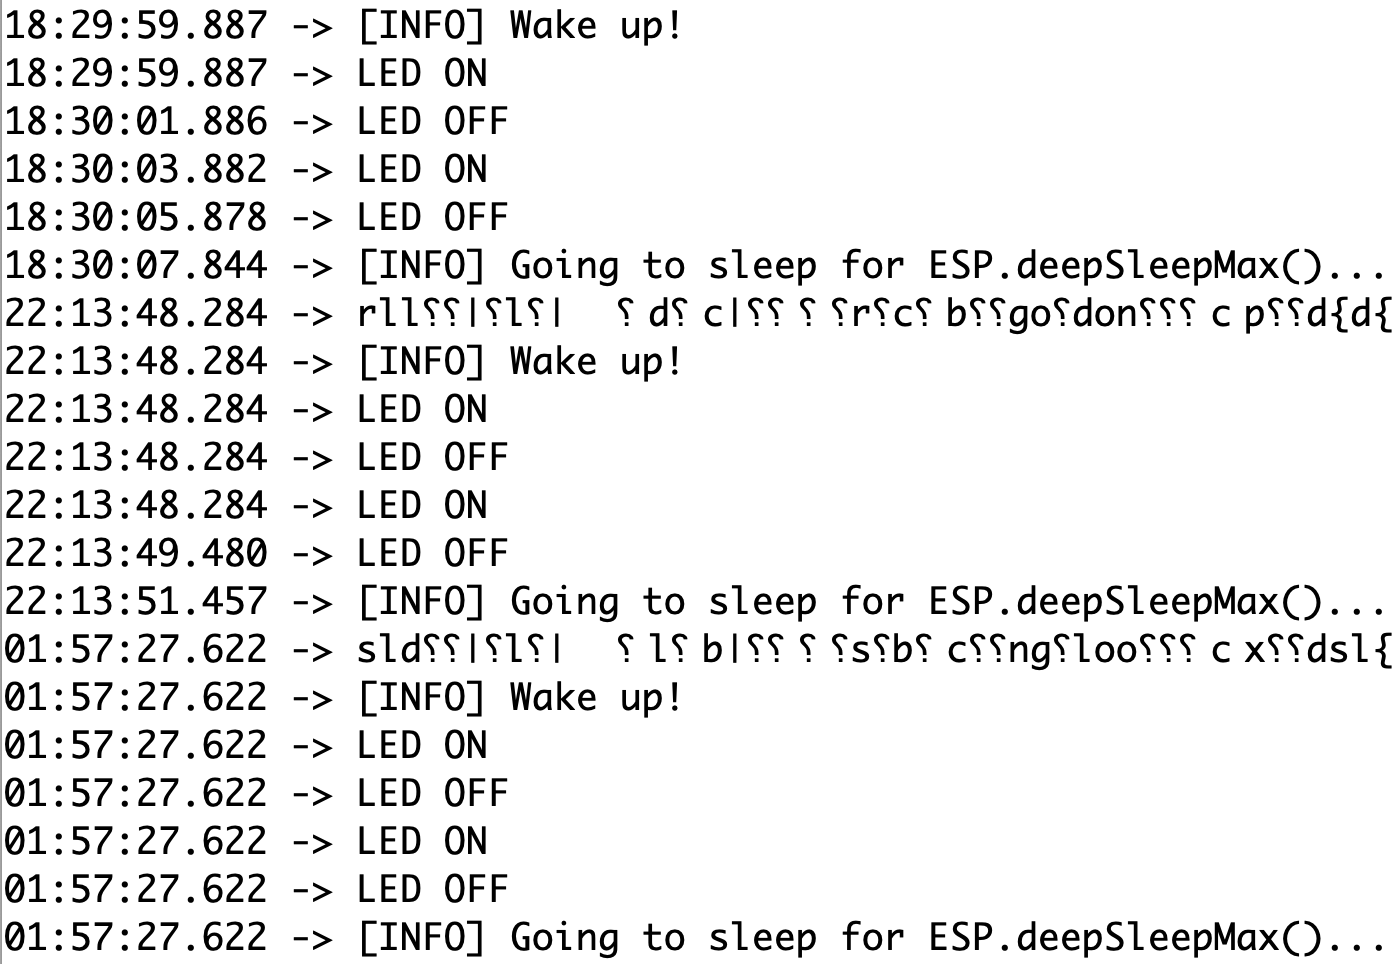 18:29:59.887 -> [INFO] Wake up!
18:29:59.887 -> LED ON
18:30:01.886 -> LED OFF
18:30:03.882 -> LED ON
18:30:05.878 -> LED OFF
18:30:07.844 -> [INFO] Going to sleep for ESP.deepSleepMax()...
22:13:48.284 -> rll⸮⸮|⸮l⸮|  ⸮ d⸮ c|⸮⸮ ⸮ ⸮r⸮c⸮ b⸮⸮go⸮don⸮⸮⸮ c p⸮⸮d{d{
22:13:48.284 -> [INFO] Wake up!
22:13:48.284 -> LED ON
22:13:48.284 -> LED OFF
22:13:48.284 -> LED ON
22:13:49.480 -> LED OFF
22:13:51.457 -> [INFO] Going to sleep for ESP.deepSleepMax()...
01:57:27.622 -> sld⸮⸮|⸮l⸮|  ⸮ l⸮ b|⸮⸮ ⸮ ⸮s⸮b⸮ c⸮⸮ng⸮loo⸮⸮⸮ c x⸮⸮dsl{
01:57:27.622 -> [INFO] Wake up!
01:57:27.622 -> LED ON
01:57:27.622 -> LED OFF
01:57:27.622 -> LED ON
01:57:27.622 -> LED OFF
01:57:27.622 -> [INFO] Going to sleep for ESP.deepSleepMax()...